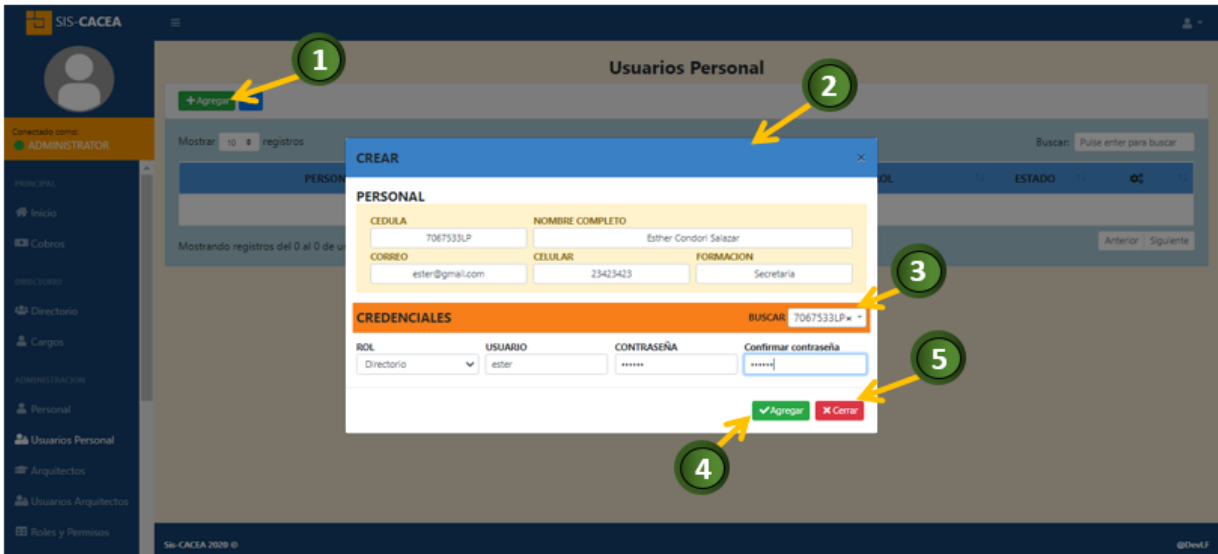 SIS-CACEA
1
Usuarios Personal
2
+Agregar
Conectado como:
ADMINISTRATOR
Mostrar 10 registros
Buscar: Pulse enter para buscar
CREAR ×
PERSON
OL
ESTADO
PRINCIPAL
PERSONAL
Inicio
CEDULA NOMBRE COMPLETO
7067533LP Esther Condori Salazar
Cobros
Mostrando registros del 0 al 0 de u
Anterior Siguiente
CORREO CELULAR FORMACION
ester@gmail.com 23423423 Secretaria
3
DIRECTORIO
Directorio
CREDENCIALES BUSCAR 7067533LP×
Cargos
ROL USUARIO CONTRASEÑA Confirmar contraseña
Directorio ester •••••• ••••••
5
ADMINISTRACION
Personal
Agregar × Cerrar
Usuarios Personal
4
Arquitectos
Usuarios Arquitectos
Roles y Permisos
Sis-CACEA 2020 ©
@DevLF